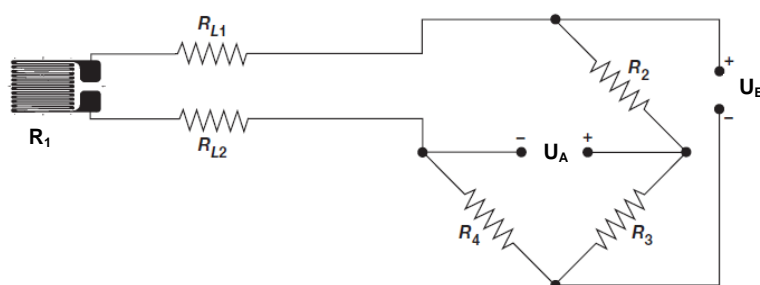 R_L1
R_2
+
U_E
−
R_1
R_L2
− U_A +
R_4
R_3